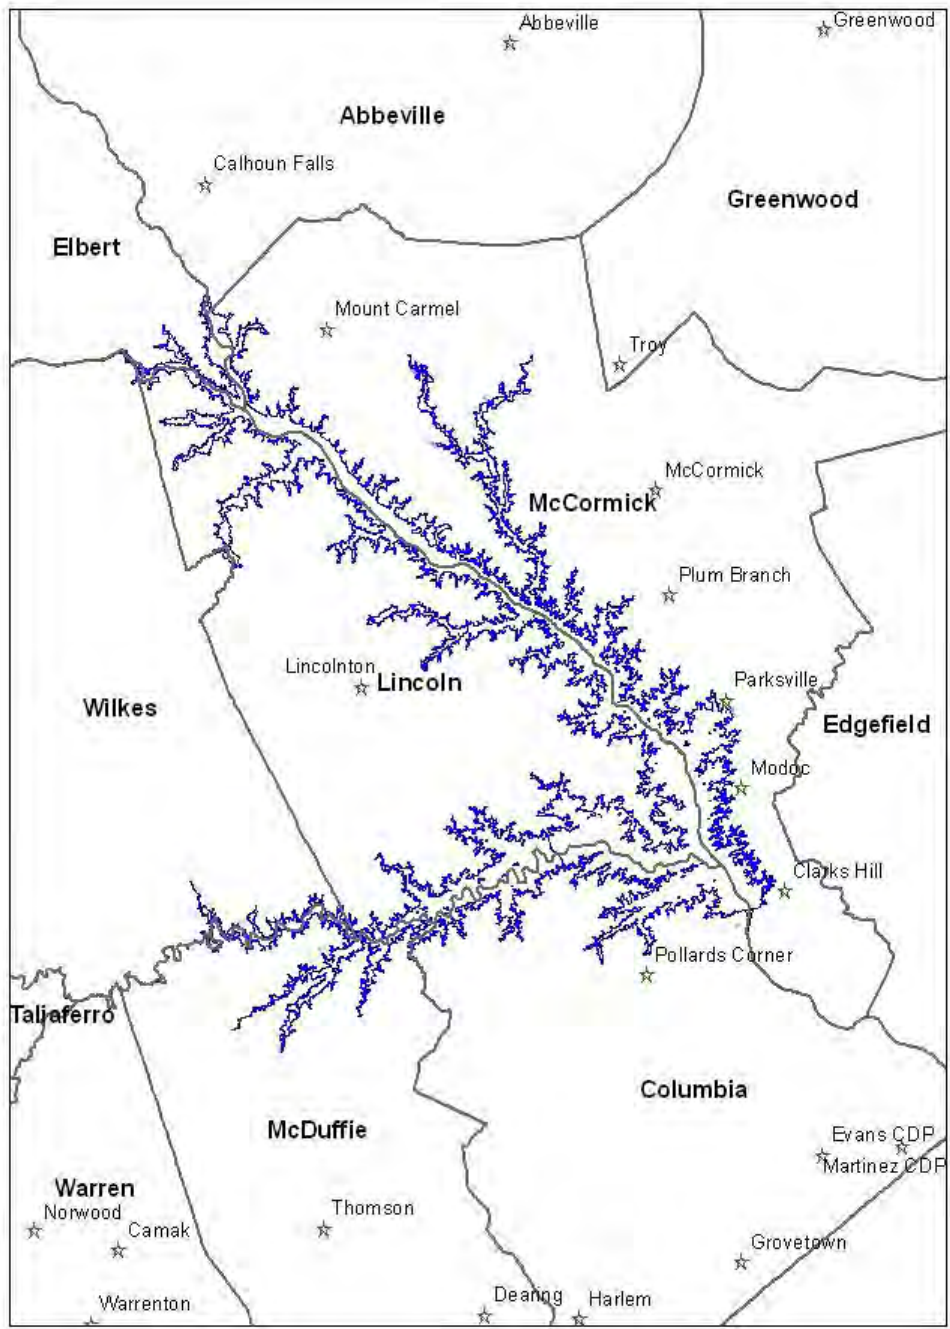 Abbeville
Greenwood
Abbeville
Calhoun Falls
Greenwood
Elbert
Mount Carmel
Troy
McCormick
McCormick
Plum Branch
Lincolnton
Lincoln
Parksville
Wilkes
Edgefield
Modoc
Clarks Hill
Pollards Corner
Taliaferro
Columbia
McDuffie
Evans CDP
Martinez CDP
Warren
Norwood
Thomson
Camak
Grovetown
Dearing
Harlem
Warrenton